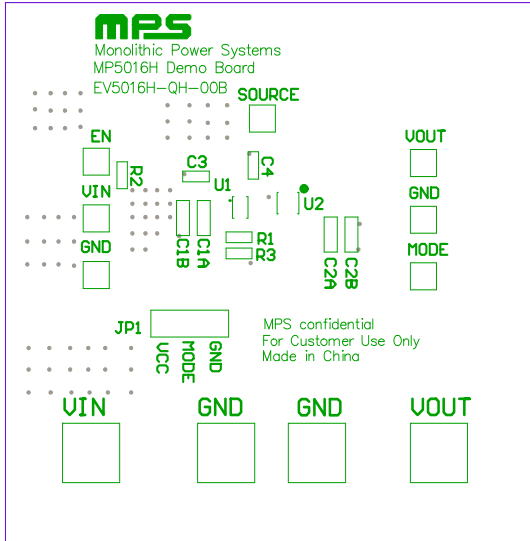 mps
Monolithic Power Systems
MP5016H Demo Board
EV5016H-QH-00B
SOURCE
EN
VOUT
R2
C3
C4
VIN
U1
U2
GND
GND
C1B
C1A
R1
R3
C2A
C2B
MODE
JP1
VCC
MODE
GND
MPS confidential
For Customer Use Only
Made in China
VIN
GND
GND
VOUT